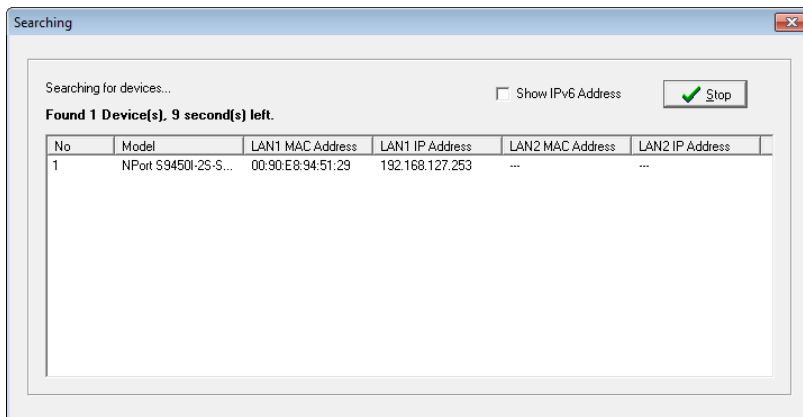 Searching
Searching for devices...
Show IPv6 Address
Stop
Found 1 Device(s), 9 second(s) left.
No Model LAN1 MAC Address LAN1 IP Address LAN2 MAC Address LAN2 IP Address
1 NPort S9450I-2S-S... 00:90:E8:94:51:29 192.168.127.253 --- ---